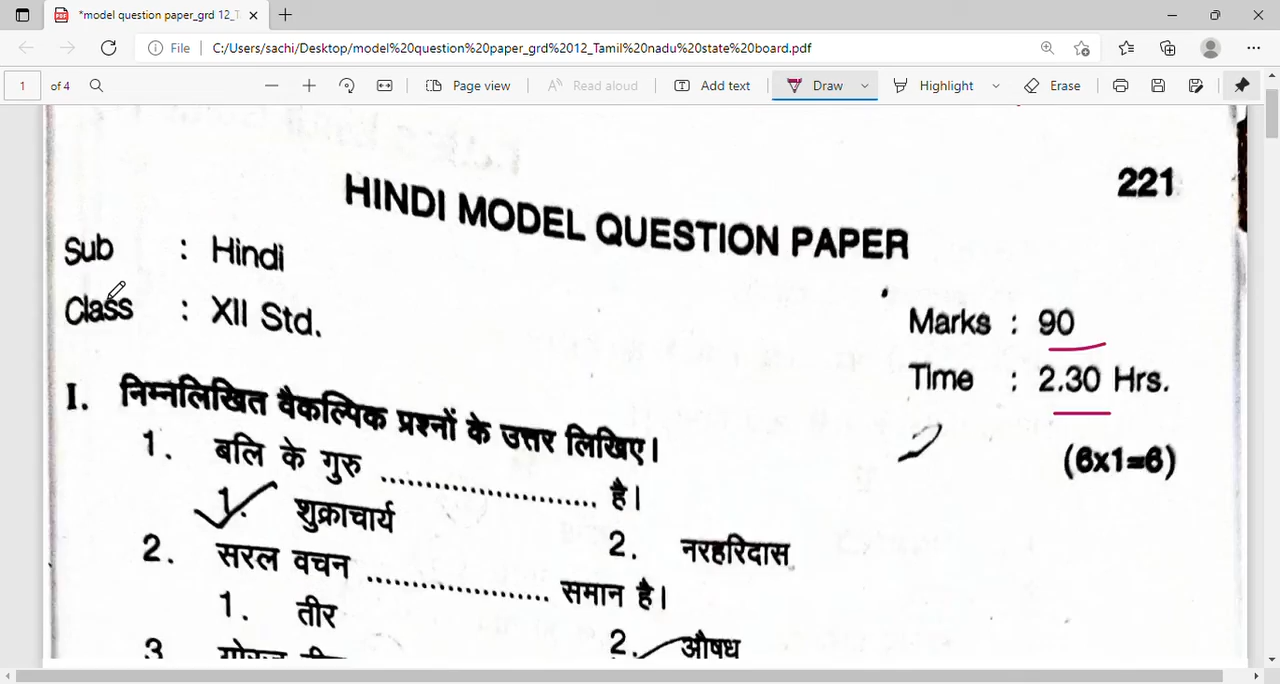 *model question paper_grd 12_T
File C:/Users/sachi/Desktop/model%20question%20paper_grd%2012_Tamil%20nadu%20state%20board.pdf
1 of 4 Page view Read aloud Add text Draw Highlight Erase
221
HINDI MODEL QUESTION PAPER
Sub : Hindi
Class : XII Std.
Marks : 90
Time : 2.30 Hrs.
I. निम्नलिखित वैकल्पिक प्रश्नों के उत्तर लिखिए।
(6x1=6)
1. बलि के गुरु .............................. है।
1. शुक्राचार्य
2. नरहरिदास
2. सरल वचन ......................... समान है।
1. तीर
2. औषध
3